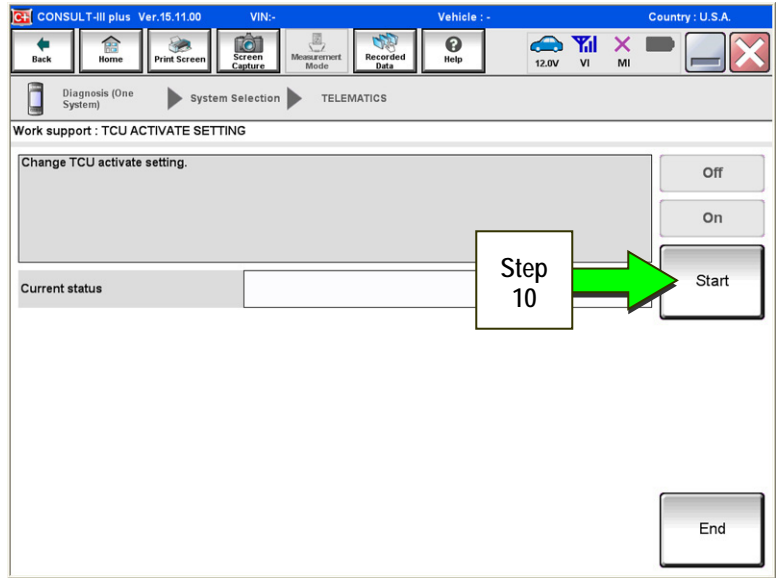 C+ CONSULT-III plus Ver.15.11.00 VIN:- Vehicle : - Country : U.S.A.
Back
Home
Print Screen
Screen
Capture
Measurement
Mode
Recorded
Data
Help
12.0V
VI
MI
Diagnosis (One
System)
System Selection
TELEMATICS
Work support : TCU ACTIVATE SETTING
Change TCU activate setting.
Off
On
Step
10
Start
Current status
End